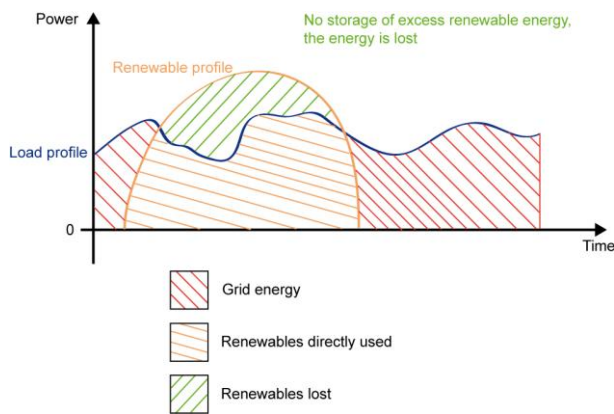 Power
No storage of excess renewable energy,
the energy is lost
Renewable profile
Load profile
0
Time
Grid energy
Renewables directly used
Renewables lost